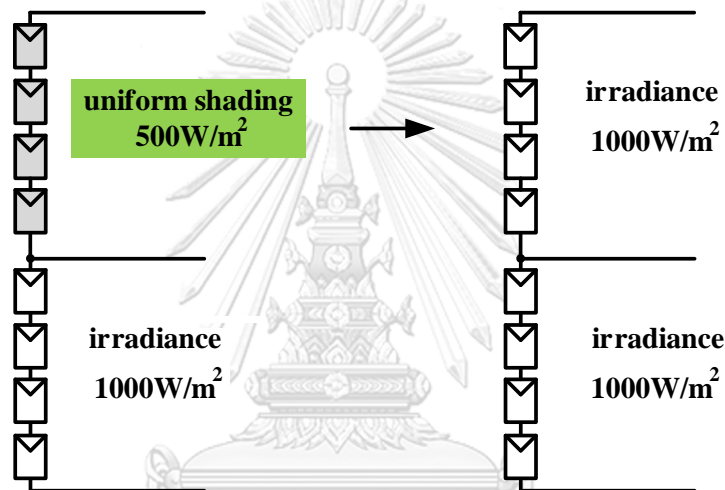 uniform shading
500W/m²
irradiance
1000W/m²
irradiance
1000W/m²
irradiance
1000W/m²